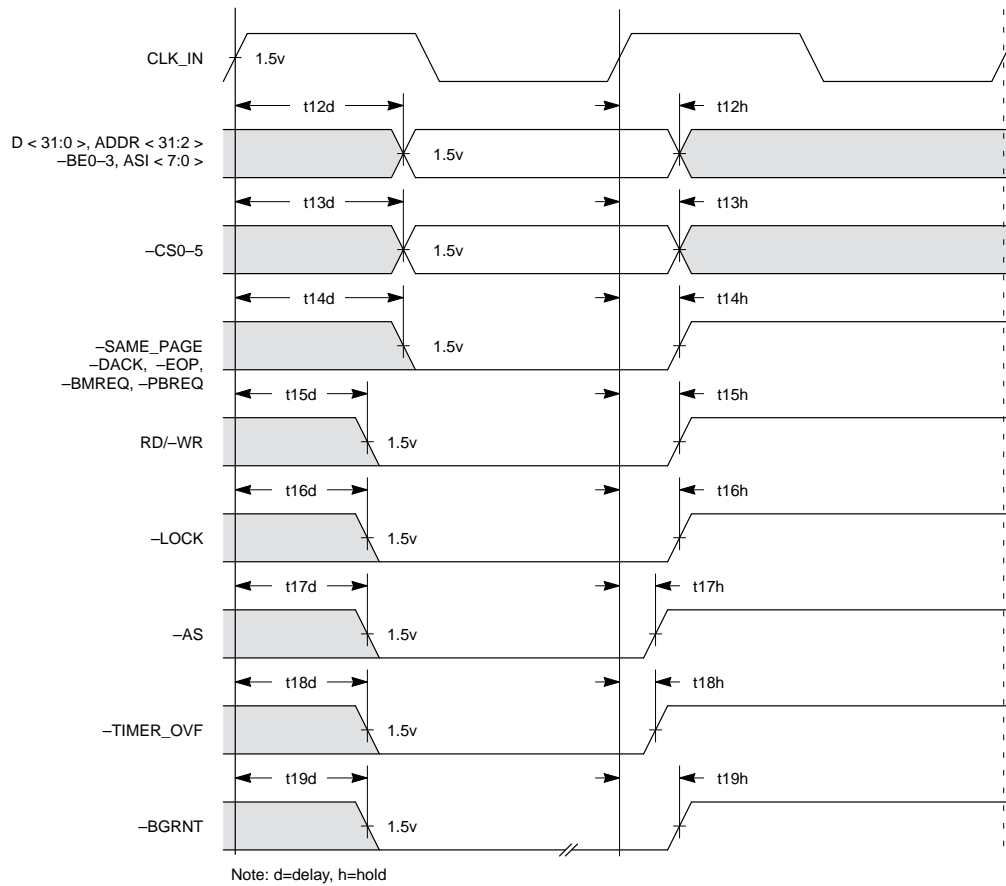 CLK_IN
1.5v
t12d
t12h
D < 31:0 >, ADDR < 31:2 >
–BE0–3, ASI < 7:0 >
1.5v
t13d
t13h
–CS0–5
1.5v
t14d
t14h
–SAME_PAGE
–DACK, –EOP,
–BMREQ, –PBREQ
1.5v
t15d
t15h
RD/–WR
1.5v
t16d
t16h
–LOCK
1.5v
t17d
t17h
–AS
1.5v
t18d
t18h
–TIMER_OVF
1.5v
t19d
t19h
–BGRNT
1.5v
Note: d=delay, h=hold